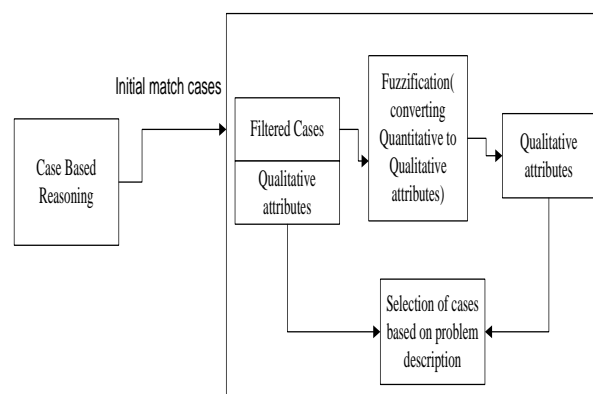 Initial match cases
Case Based
Reasoning
Filtered Cases
Qualitative
attributes
Fuzzification(
converting
Quantitative to
Qualitative
attributes)
Qualitative
attributes
Selection of cases
based on problem
description